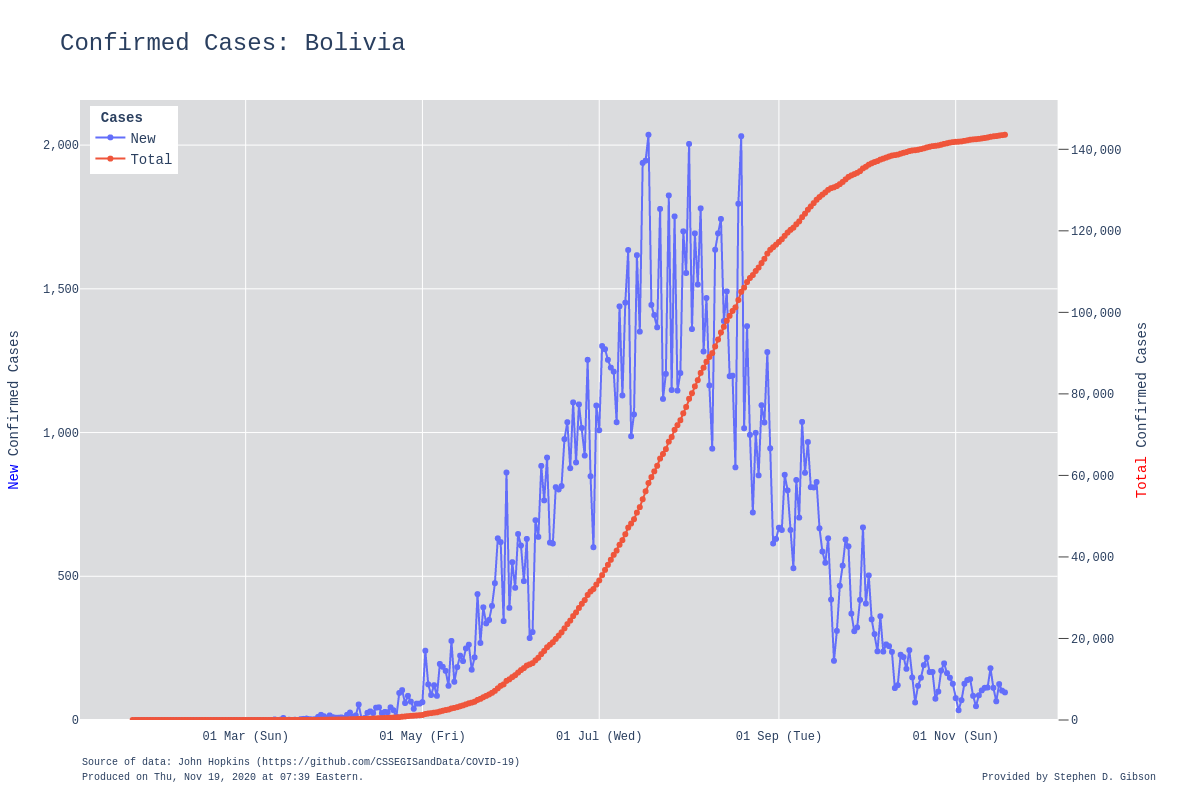 Confirmed Cases: Bolivia
Cases
New
Total
2,000
1,500
1,000
500
0
140,000
120,000
100,000
80,000
60,000
40,000
20,000
0
New Confirmed Cases
Total Confirmed Cases
01 Mar (Sun)
01 May (Fri)
01 Jul (Wed)
01 Sep (Tue)
01 Nov (Sun)
Source of data: John Hopkins (https://github.com/CSSEGISandData/COVID-19)
Produced on Thu, Nov 19, 2020 at 07:39 Eastern.
Provided by Stephen D. Gibson